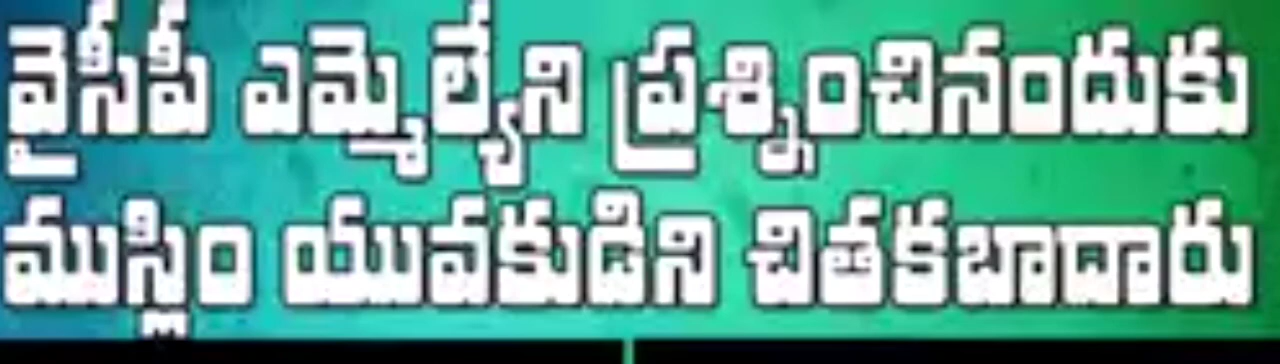 వైసీపీ ఎమ్మెల్యేని ప్రశ్నించినందుకు
ముస్లిం యువకుడిని చితకబాదారు